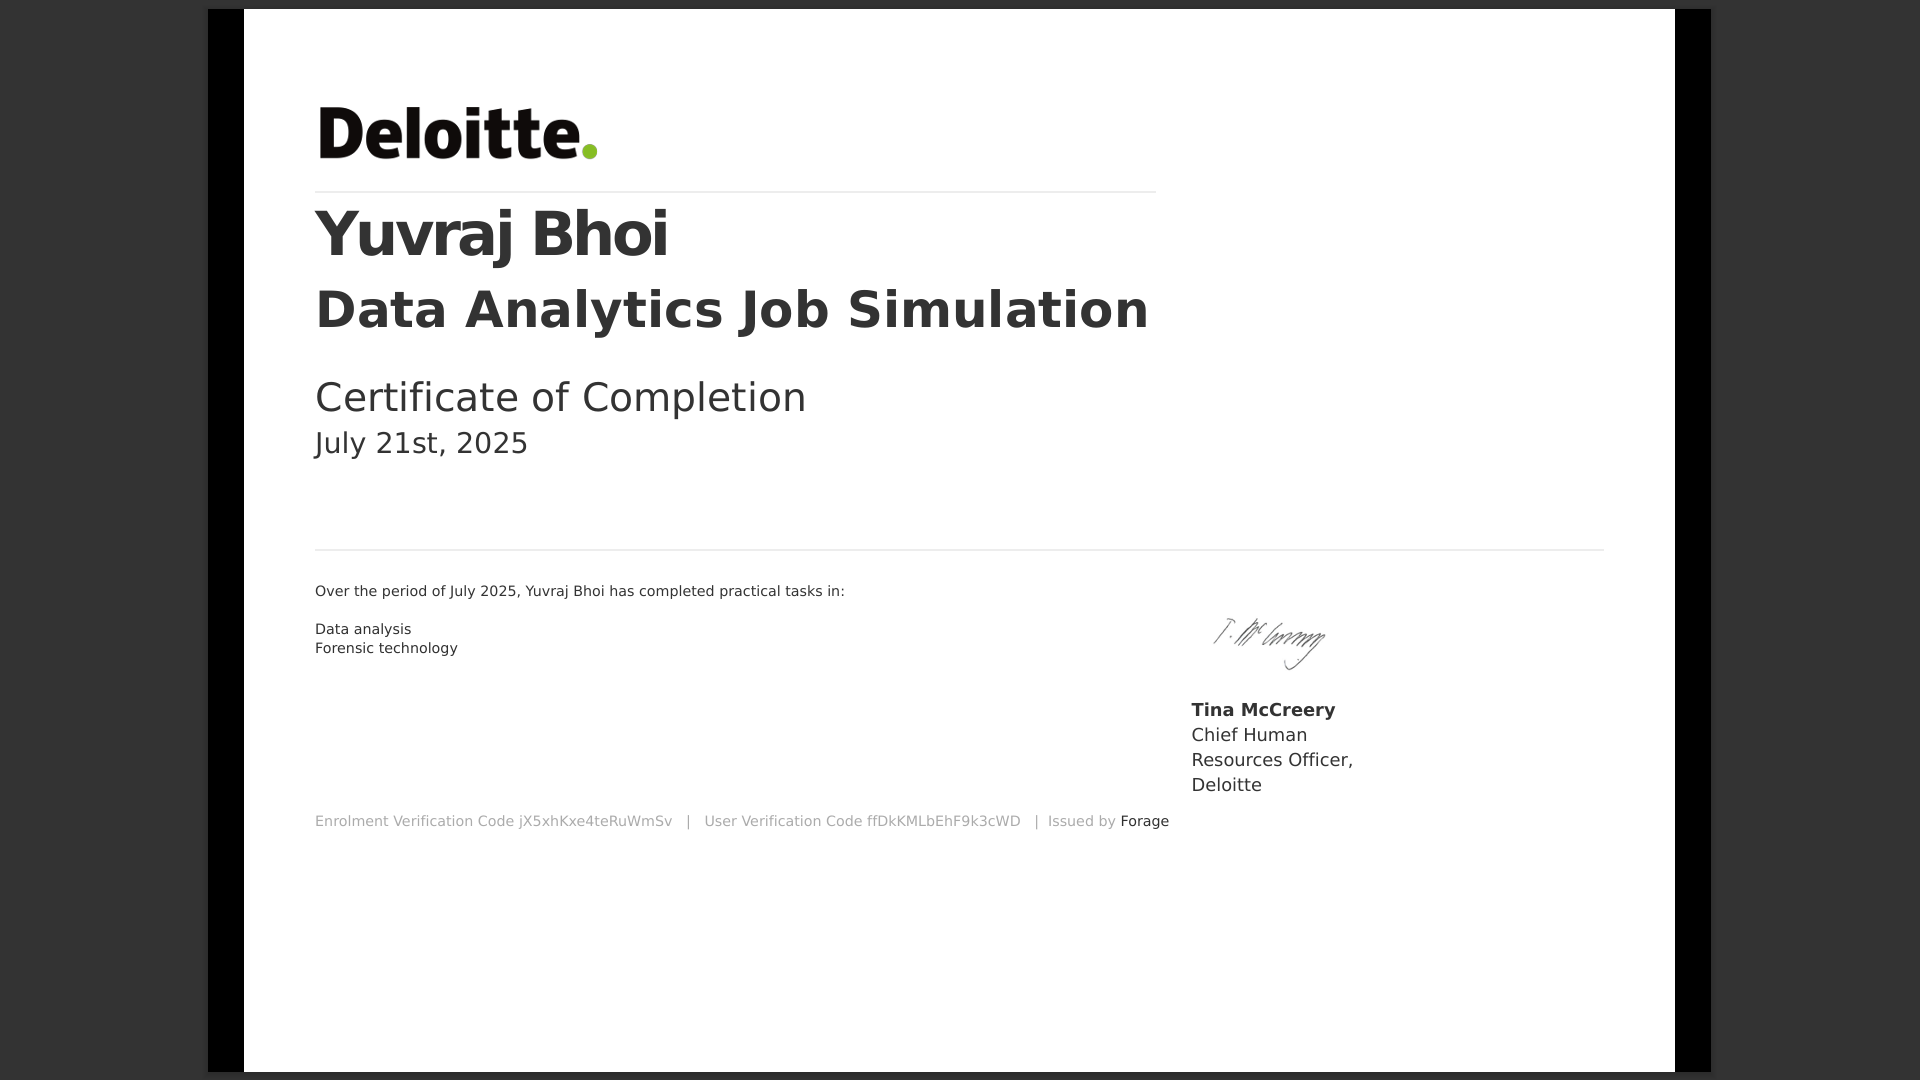 Deloitte.
Yuvraj Bhoi
Data Analytics Job Simulation
Certificate of Completion
July 21st, 2025
Over the period of July 2025, Yuvraj Bhoi has completed practical tasks in:
Data analysis
Forensic technology
T. McCreery
Tina McCreery
Chief Human
Resources Officer,
Deloitte
Enrolment Verification Code jX5xhKxe4teRuWmSv | User Verification Code ffDkKMLbEhF9k3cWD | Issued by Forage